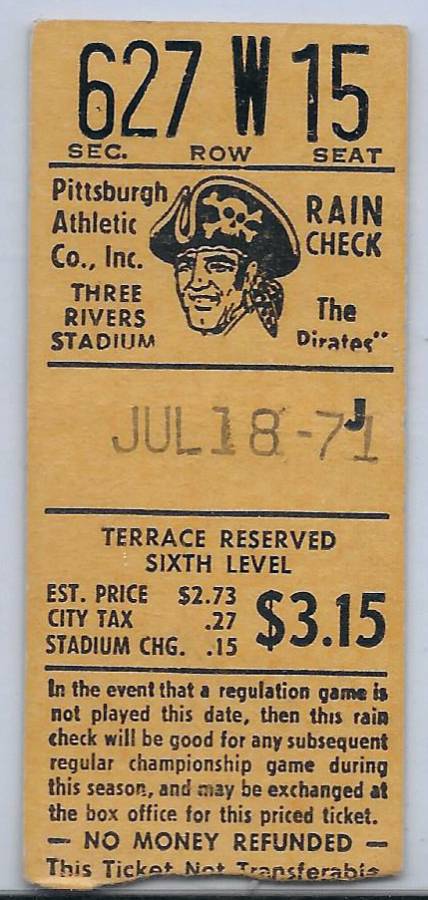 627 W 15
SEC. ROW SEAT
Pittsburgh
Athletic
Co., Inc.
THREE
RIVERS
STADIUM
RAIN
CHECK
The
Pirates"
J
JUL 18-71
TERRACE RESERVED
SIXTH LEVEL
EST. PRICE $2.73
CITY TAX .27
STADIUM CHG. .15
$3.15
In the event that a regulation game is
not played this date, then this rain
check will be good for any subsequent
regular championship game during
this season, and may be exchanged at
the box office for this priced ticket.
— NO MONEY REFUNDED —
This Ticket Not Transferable